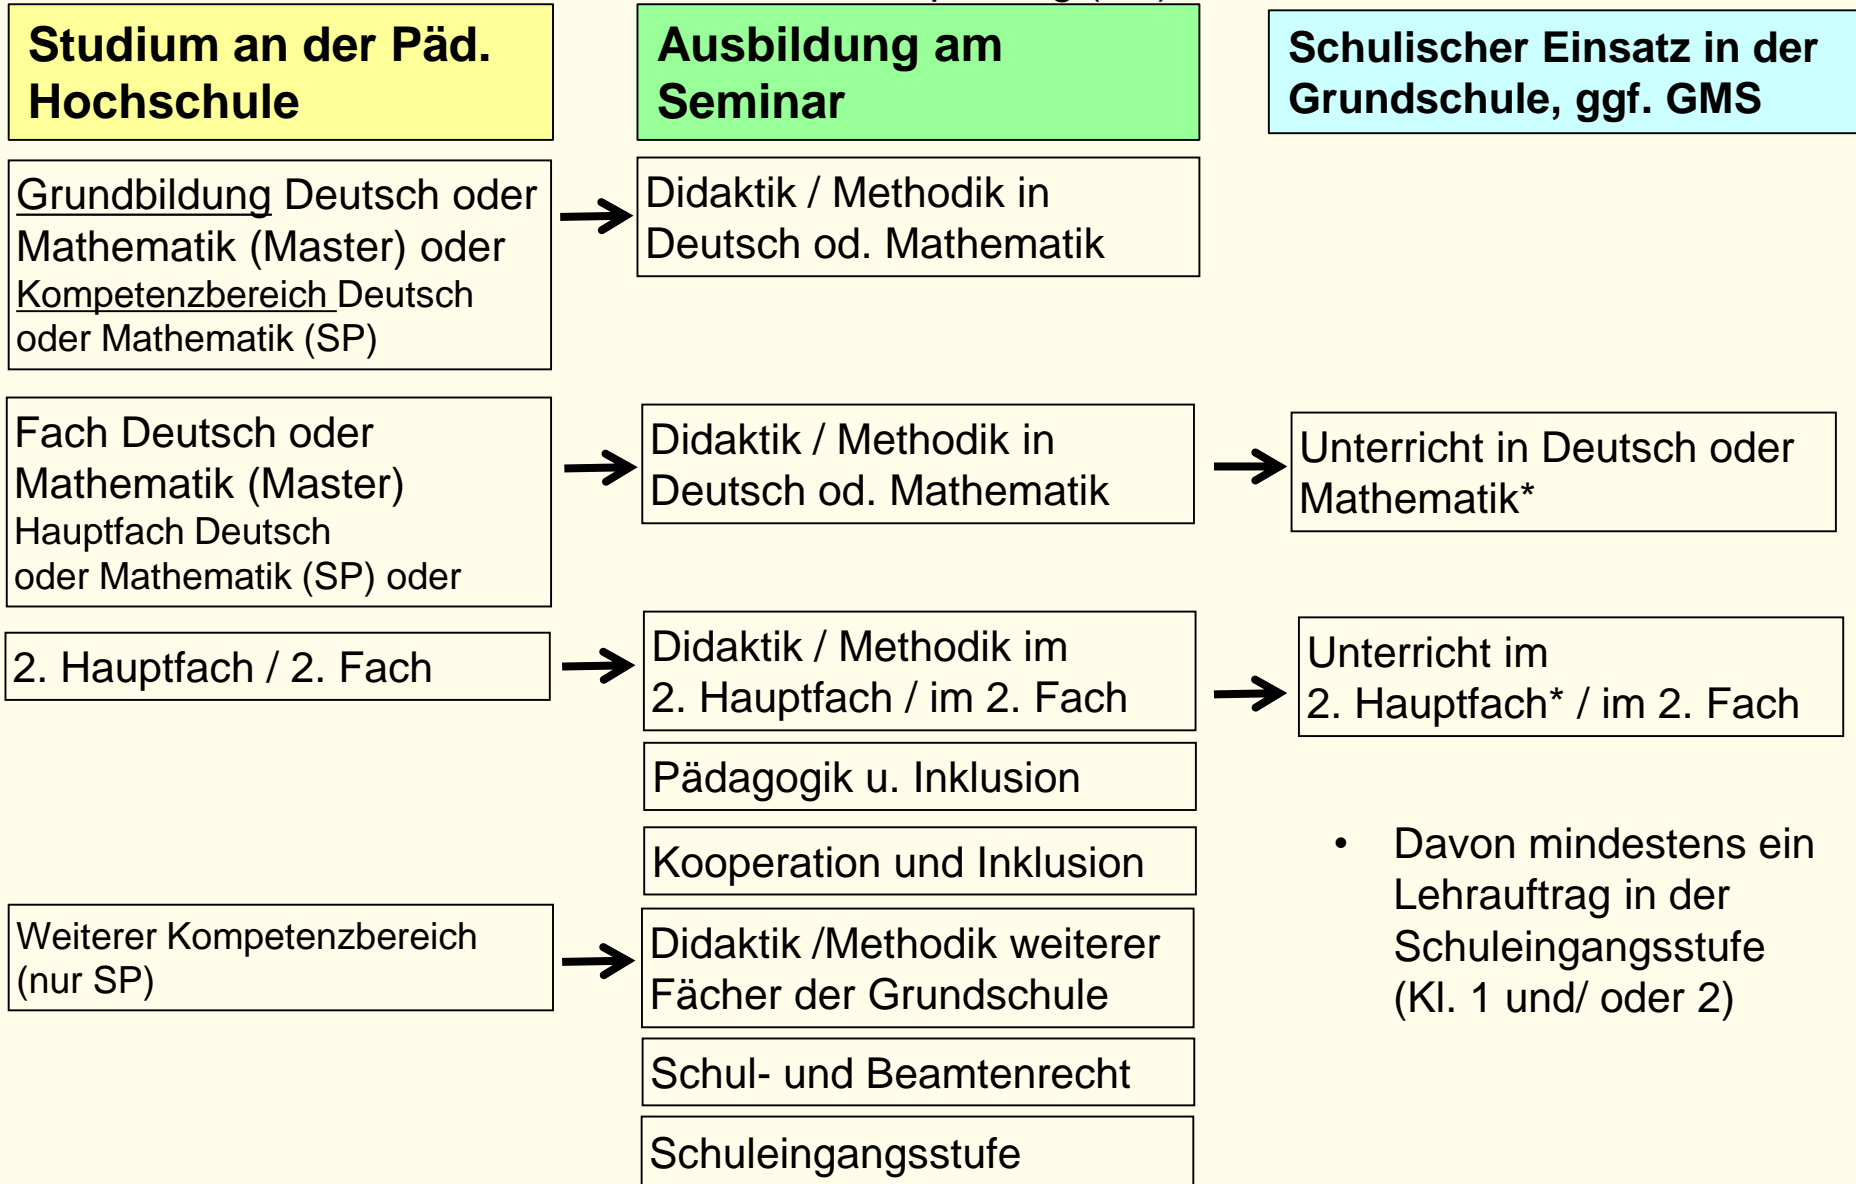 Studium an der Päd.
Hochschule
Ausbildung am
Seminar
Schulischer Einsatz in der
Grundschule, ggf. GMS
Grundbildung Deutsch oder
Mathematik (Master) oder
Kompetenzbereich Deutsch
oder Mathematik (SP)
Didaktik / Methodik in
Deutsch od. Mathematik
Fach Deutsch oder
Mathematik (Master)
Hauptfach Deutsch
oder Mathematik (SP) oder
Didaktik / Methodik in
Deutsch od. Mathematik
Unterricht in Deutsch oder
Mathematik*
2. Hauptfach / 2. Fach
Didaktik / Methodik im
2. Hauptfach / im 2. Fach
Unterricht im
2. Hauptfach* / im 2. Fach
Pädagogik u. Inklusion
Kooperation und Inklusion
• Davon mindestens ein
Lehrauftrag in der
Schuleingangsstufe
(Kl. 1 und/ oder 2)
Weiterer Kompetenzbereich
(nur SP)
Didaktik /Methodik weiterer
Fächer der Grundschule
Schul- und Beamtenrecht
Schuleingangsstufe